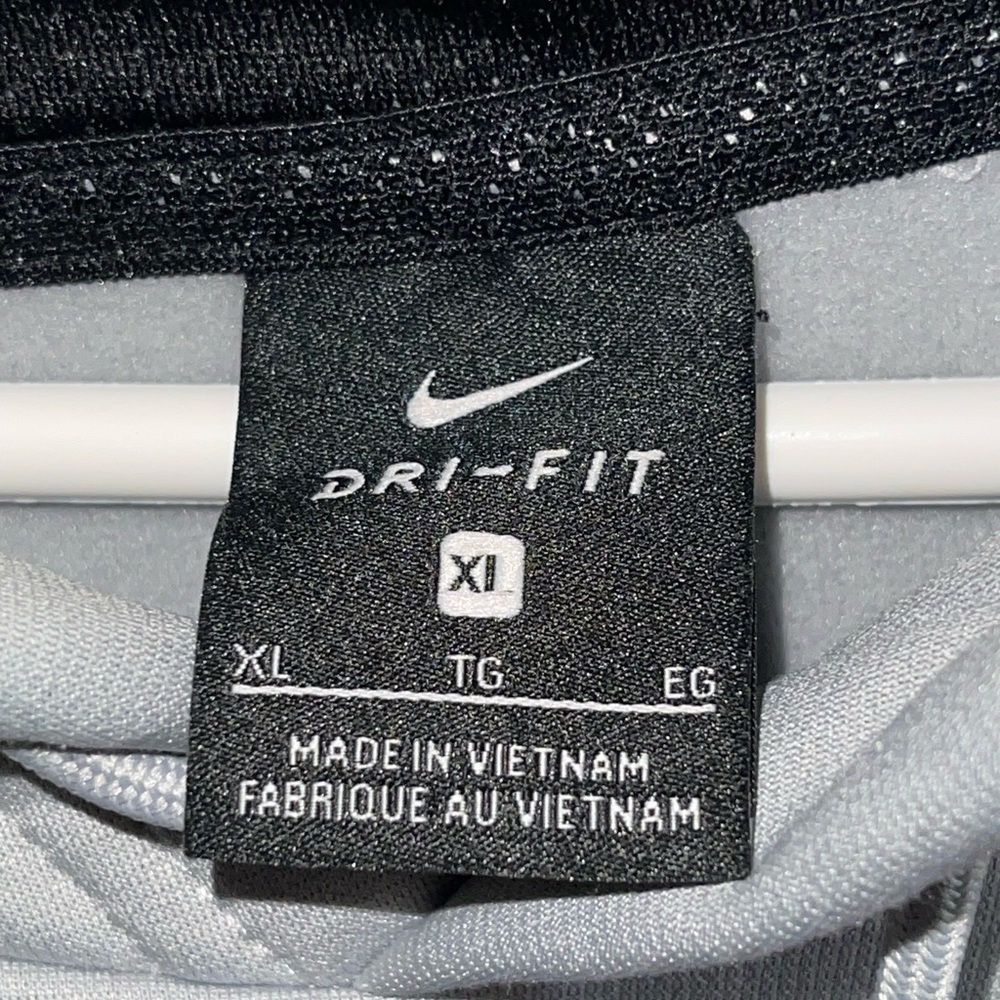 DRI-FIT
XL
XL TG EG
MADE IN VIETNAM
FABRIQUE AU VIETNAM